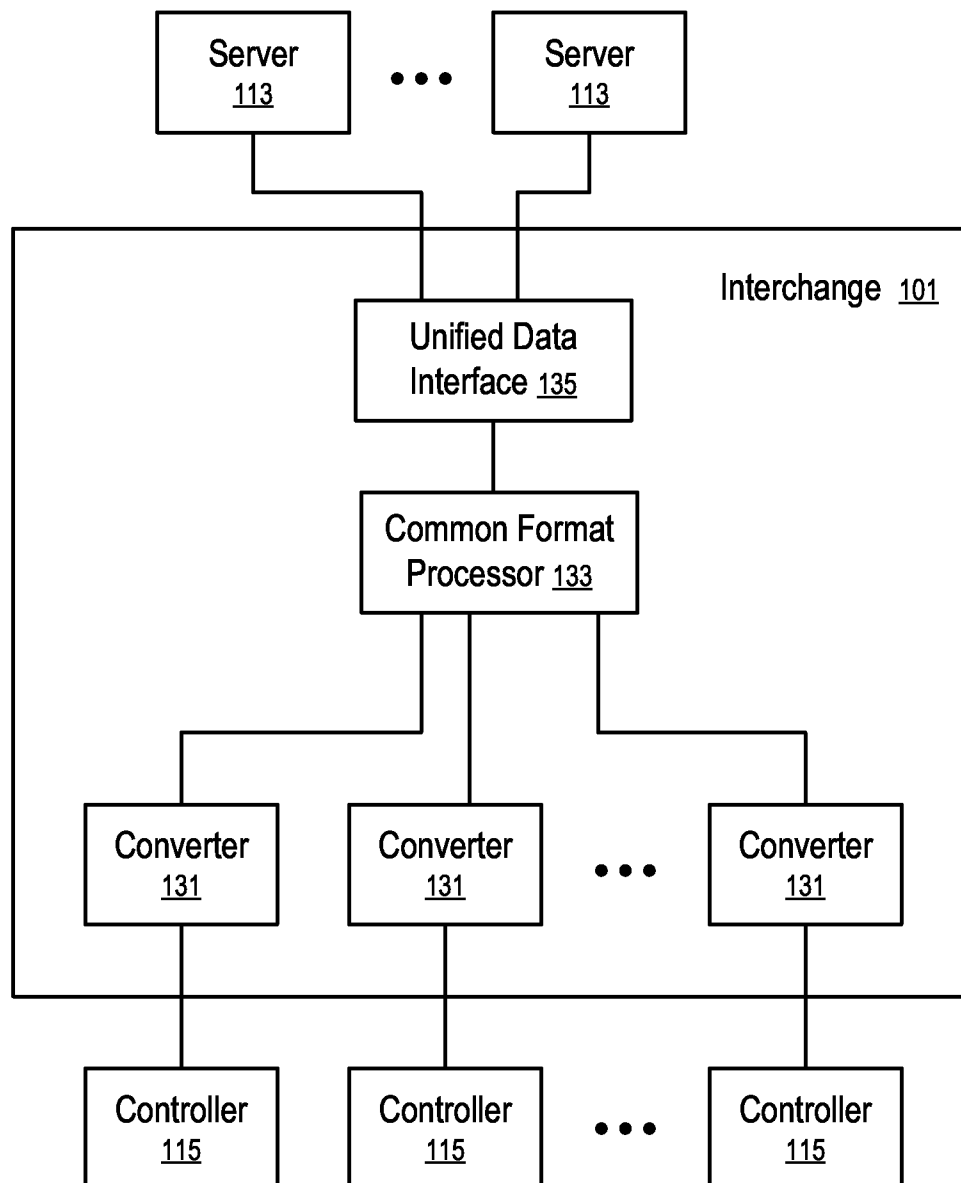 Server
113
Server
113
Interchange 101
Unified Data
Interface 135
Common Format
Processor 133
Converter
131
Converter
131
Converter
131
Controller
115
Controller
115
Controller
115